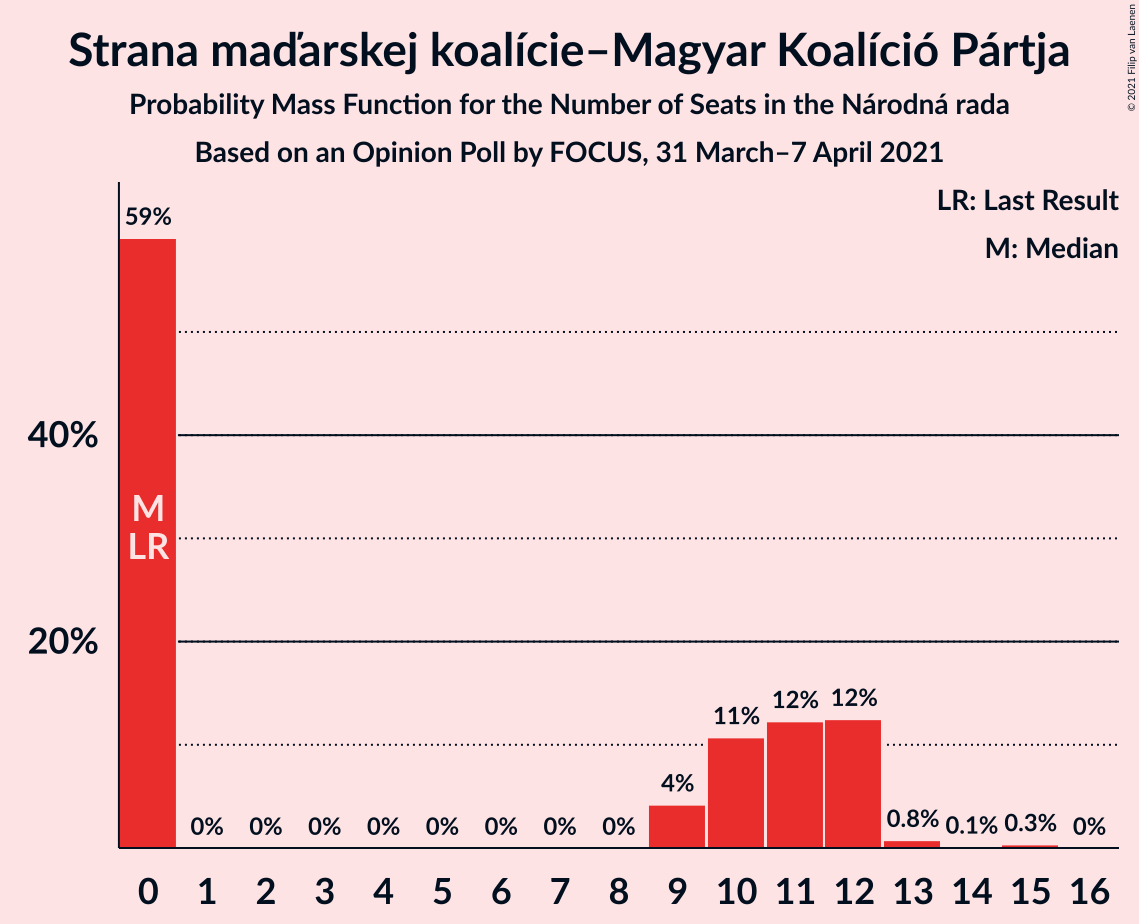 Strana maďarskej koalície–Magyar Koalíció Pártja
Probability Mass Function for the Number of Seats in the Národná rada
Based on an Opinion Poll by FOCUS, 31 March–7 April 2021
© 2021 Filip van Laenen
LR: Last Result
M: Median
59%
40%
20%
M
LR
0% 0% 0% 0% 0% 0% 0% 0% 4% 11% 12% 12% 0.8% 0.1% 0.3% 0%
0 1 2 3 4 5 6 7 8 9 10 11 12 13 14 15 16